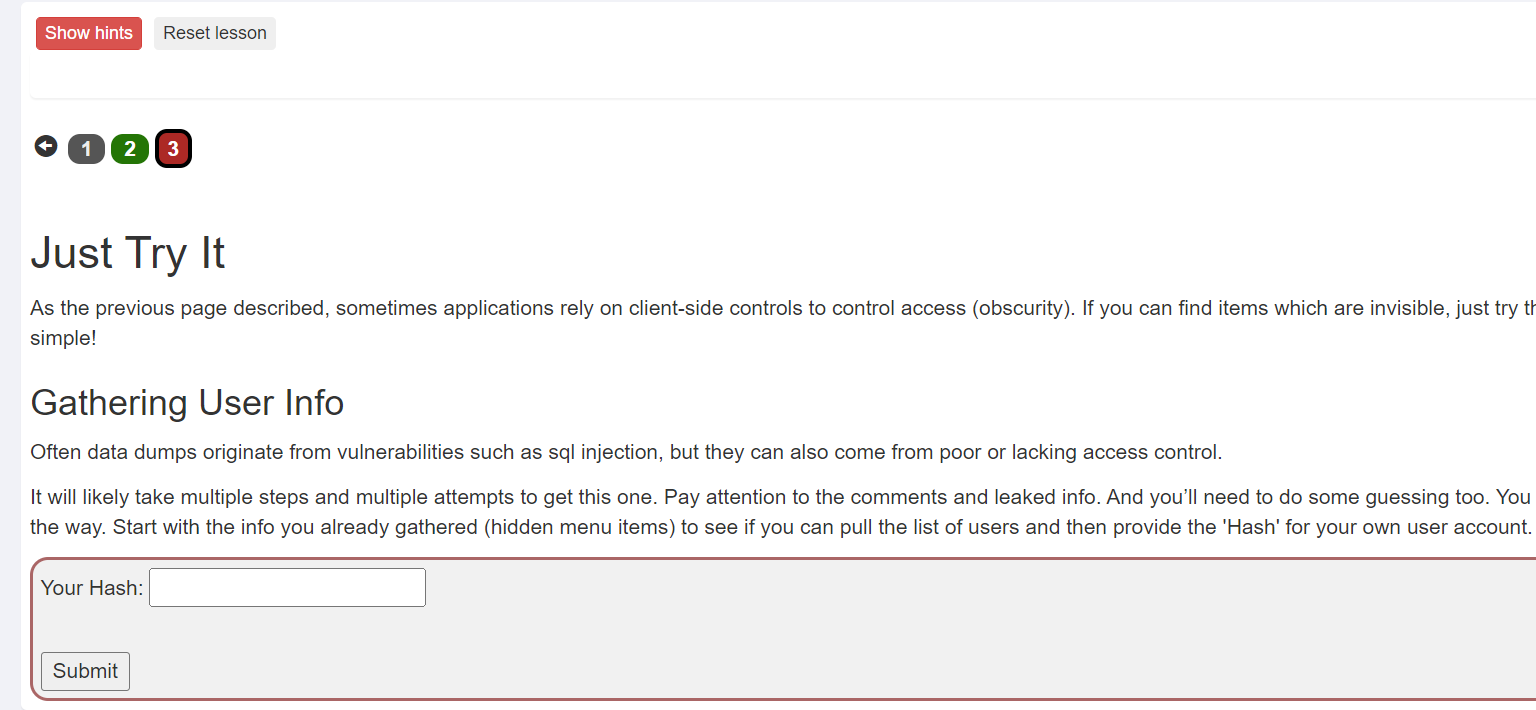 Show hints Reset lesson
1 2 3
Just Try It
As the previous page described, sometimes applications rely on client-side controls to control access (obscurity). If you can find items which are invisible, just try
simple!
Gathering User Info
Often data dumps originate from vulnerabilities such as sql injection, but they can also come from poor or lacking access control.
It will likely take multiple steps and multiple attempts to get this one. Pay attention to the comments and leaked info. And you’ll need to do some guessing too. You
the way. Start with the info you already gathered (hidden menu items) to see if you can pull the list of users and then provide the 'Hash' for your own user account.
Your Hash:
Submit